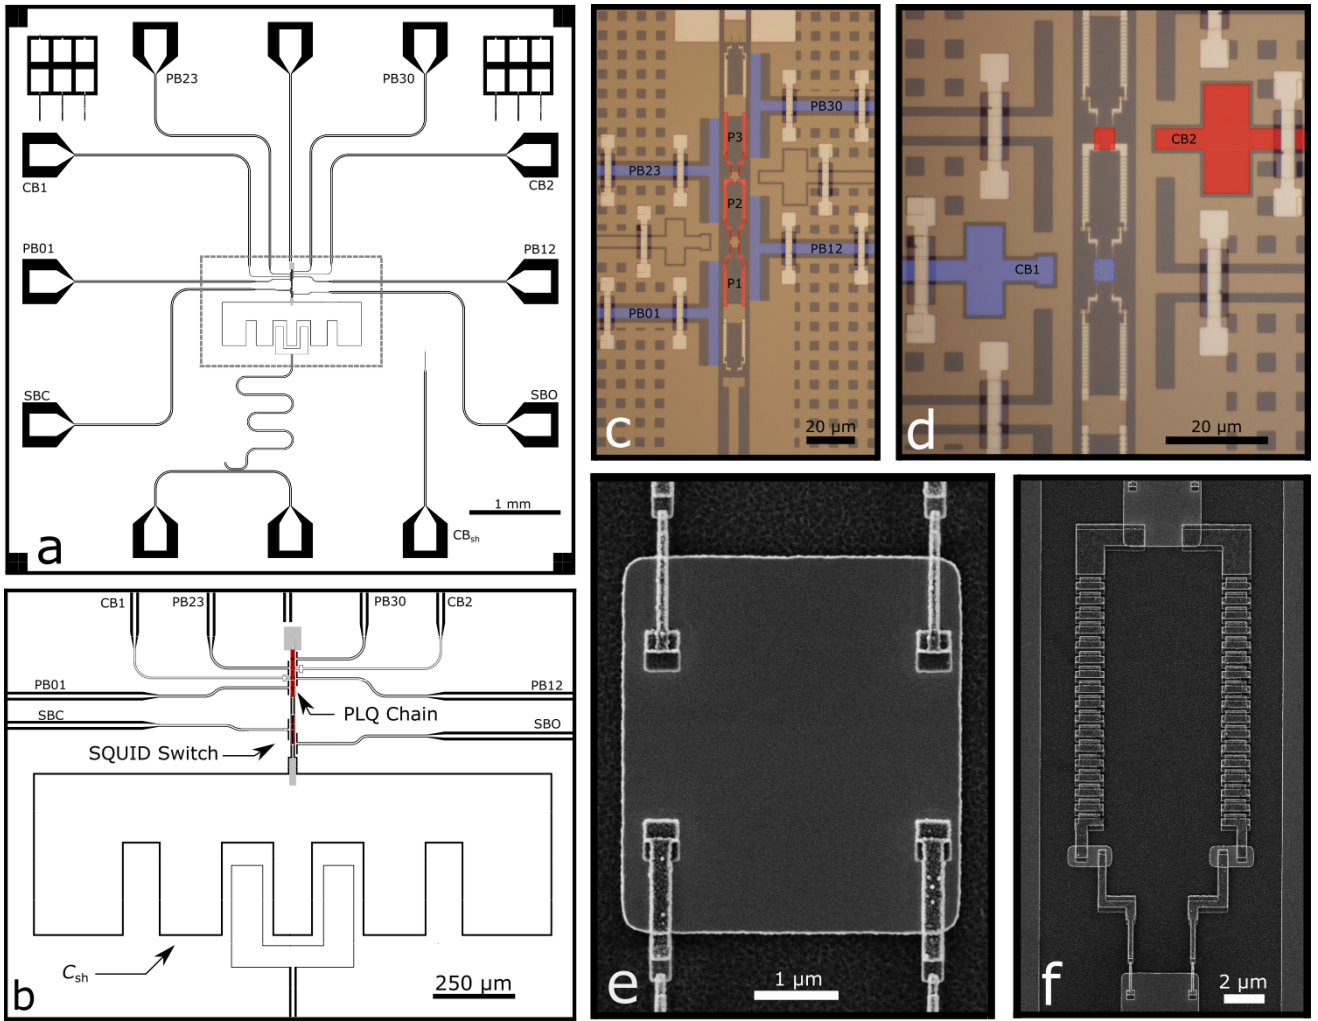 PB23
PB30
CB1
CB2
PB01
PB12
SBC
SBO
1 mm
CBsh
a
CB1
PB23
PB30
CB2
PB01
PB12
SBC
SBO
PLQ Chain
SQUID Switch
Csh
250 μm
b
PB30
P3
PB23
P2
PB12
P1
PB01
20 μm
c
CB2
CB1
20 μm
d
1 μm
e
2 μm
f